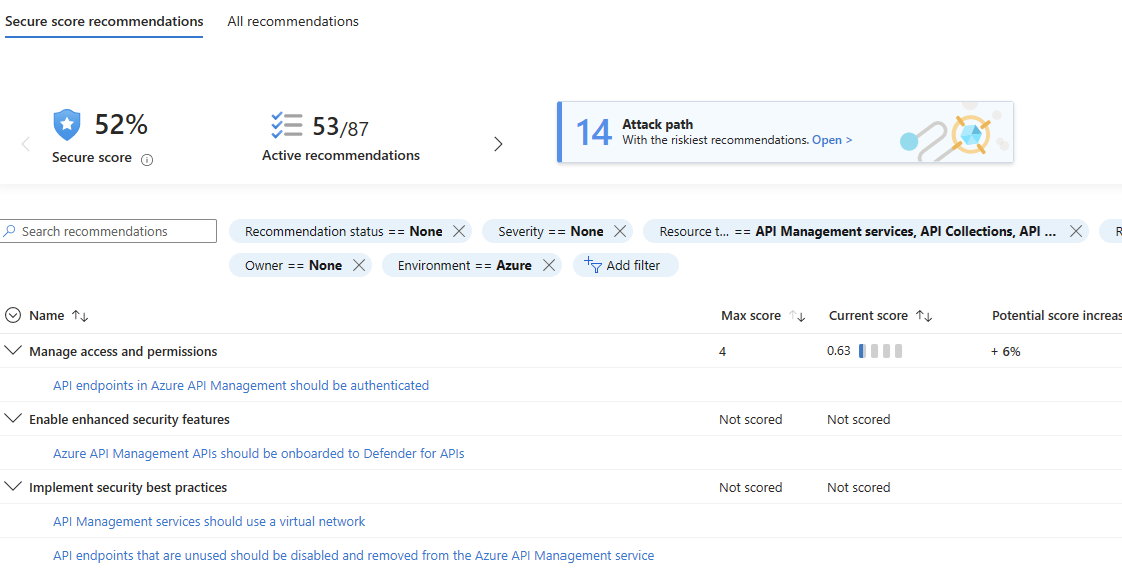 Secure score recommendations All recommendations
52%
Secure score
53/87
Active recommendations
14 Attack path
With the riskiest recommendations. Open >
Search recommendations Recommendation status == None Severity == None Resource t... == API Management services, API Collections, API ... R
Owner == None Environment == Azure Add filter
Name Max score Current score Potential score increas
Manage access and permissions 4 0.63 + 6%
API endpoints in Azure API Management should be authenticated
Enable enhanced security features Not scored Not scored
Azure API Management APIs should be onboarded to Defender for APIs
Implement security best practices Not scored Not scored
API Management services should use a virtual network
API endpoints that are unused should be disabled and removed from the Azure API Management service